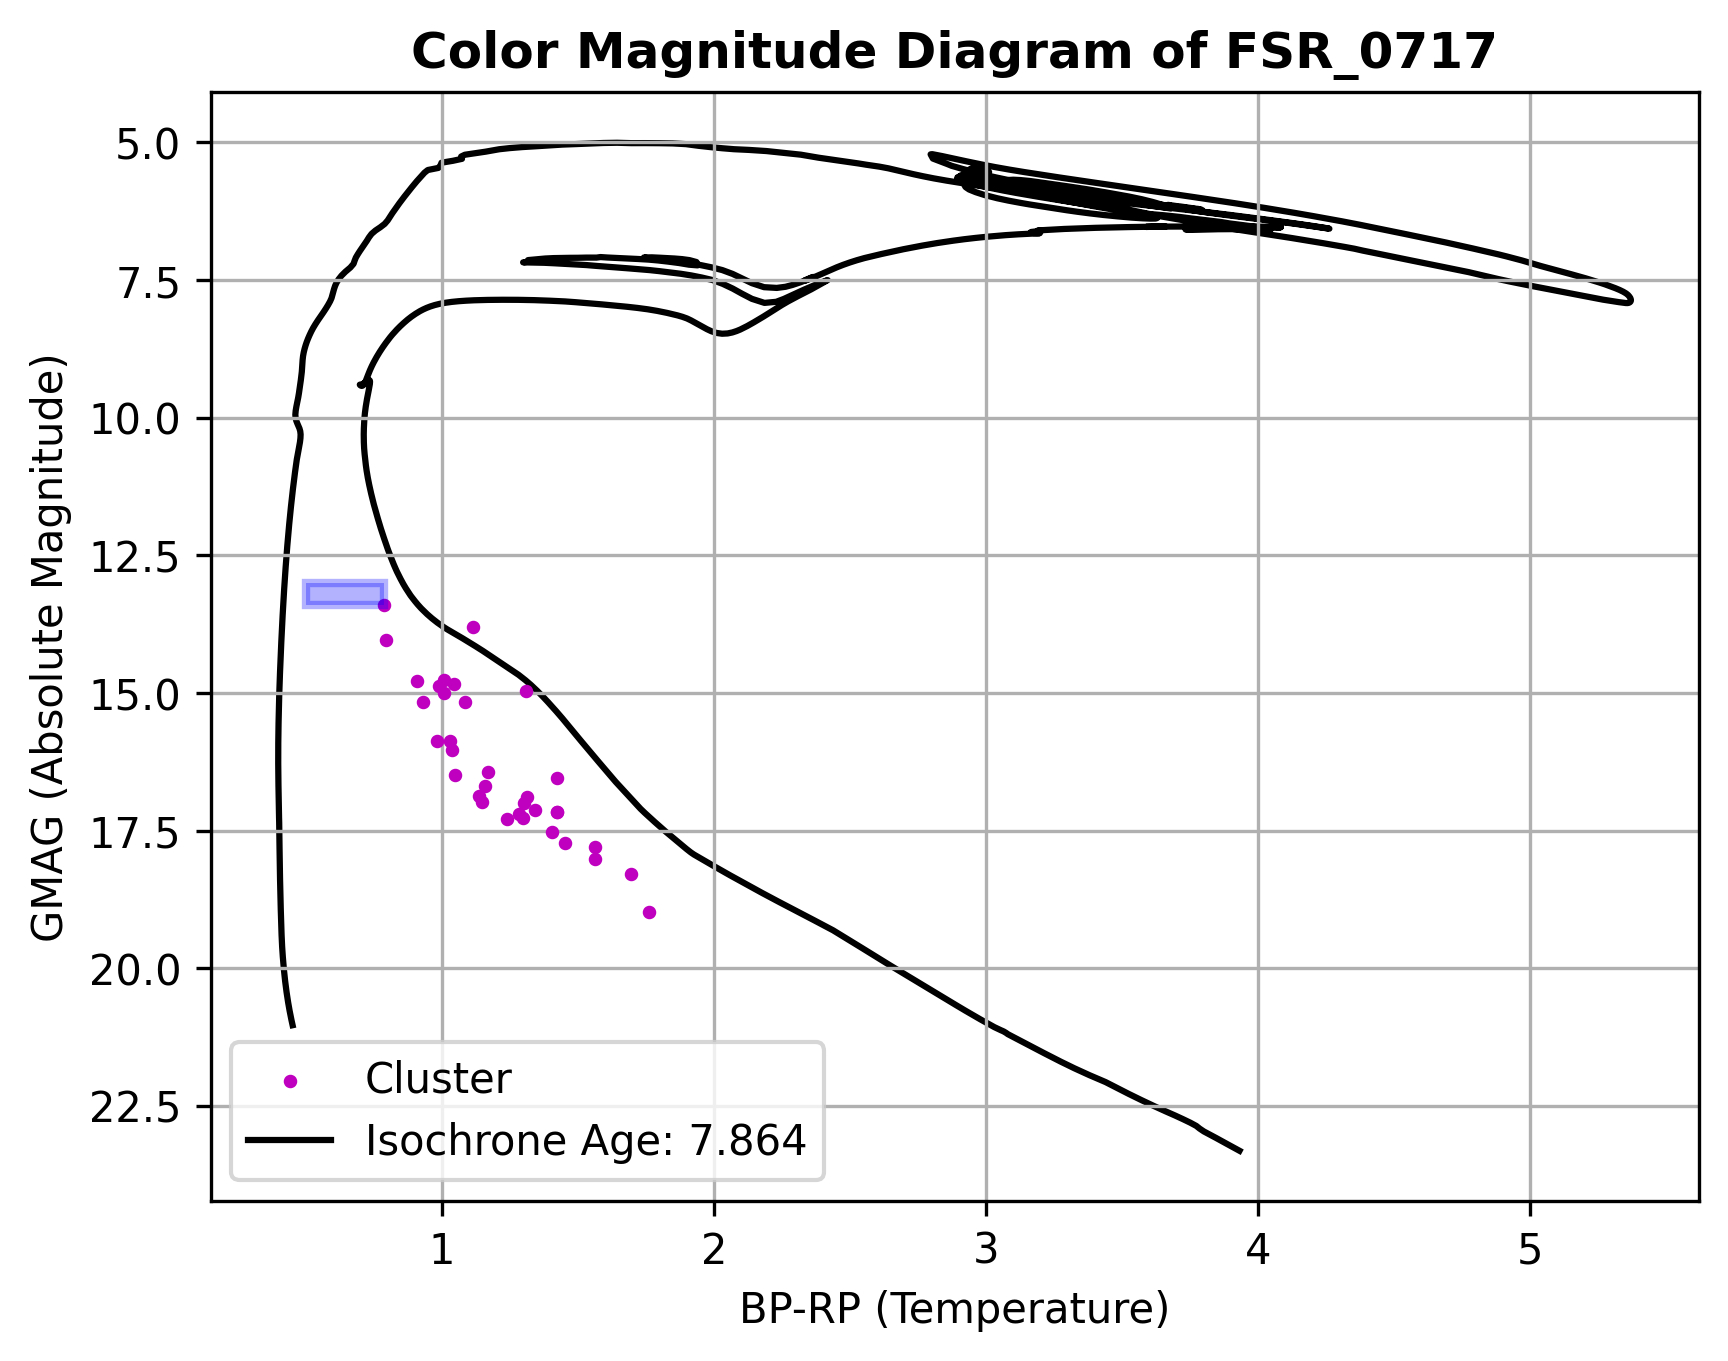 Color Magnitude Diagram of FSR_0717
GMAG (Absolute Magnitude)
5.0
7.5
10.0
12.5
15.0
17.5
20.0
22.5
Cluster
Isochrone Age: 7.864
1 2 3 4 5
BP-RP (Temperature)